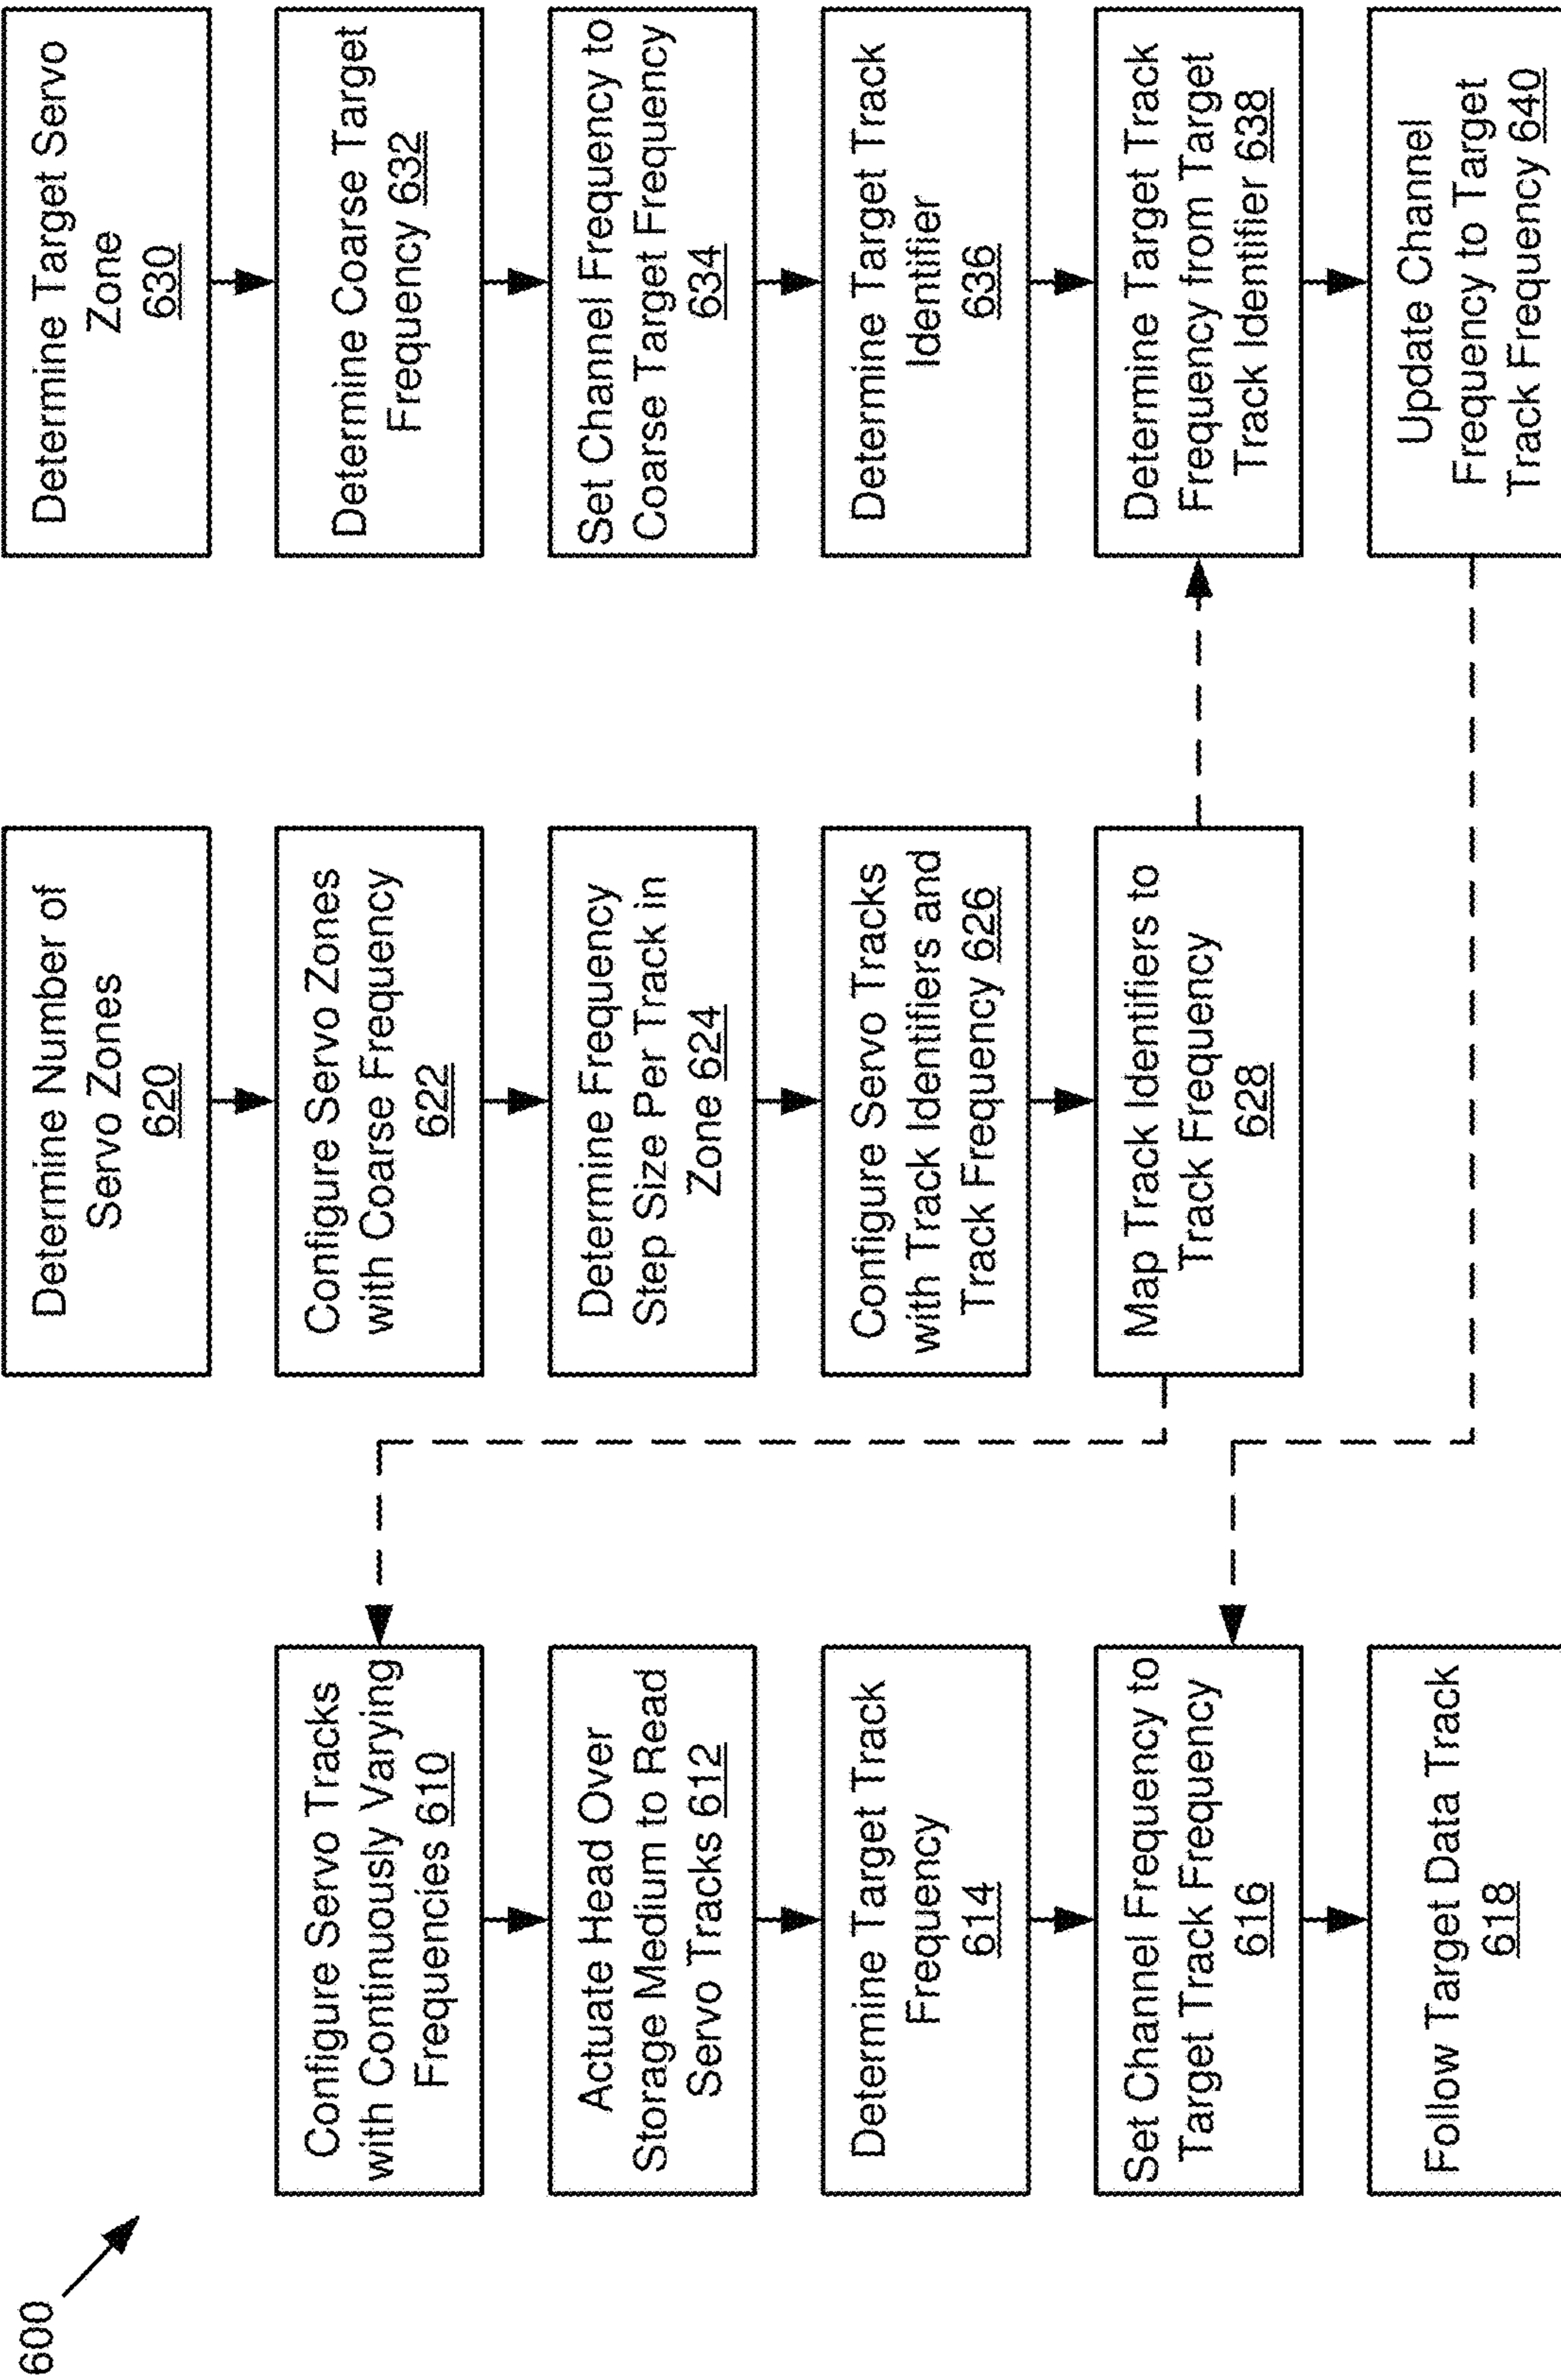 600
Configure Servo Tracks
with Continuously Varying
Frequencies 610
Actuate Head Over
Storage Medium to Read
Servo Tracks 612
Determine Target Track
Frequency
614
Set Channel Frequency to
Target Track Frequency
616
Follow Target Data Track
618
Determine Number of
Servo Zones
620
Configure Servo Zones
with Coarse Frequency
622
Determine Frequency
Step Size Per Track in
Zone 624
Configure Servo Tracks
with Track Identifiers and
Track Frequency 626
Map Track Identifiers to
Track Frequency
628
Determine Target Servo
Zone
630
Determine Coarse Target
Frequency 632
Set Channel Frequency to
Coarse Target Frequency
634
Determine Target Track
Identifier
636
Determine Target Track
Frequency from Target
Track Identifier 638
Update Channel
Frequency to Target
Track Frequency 640